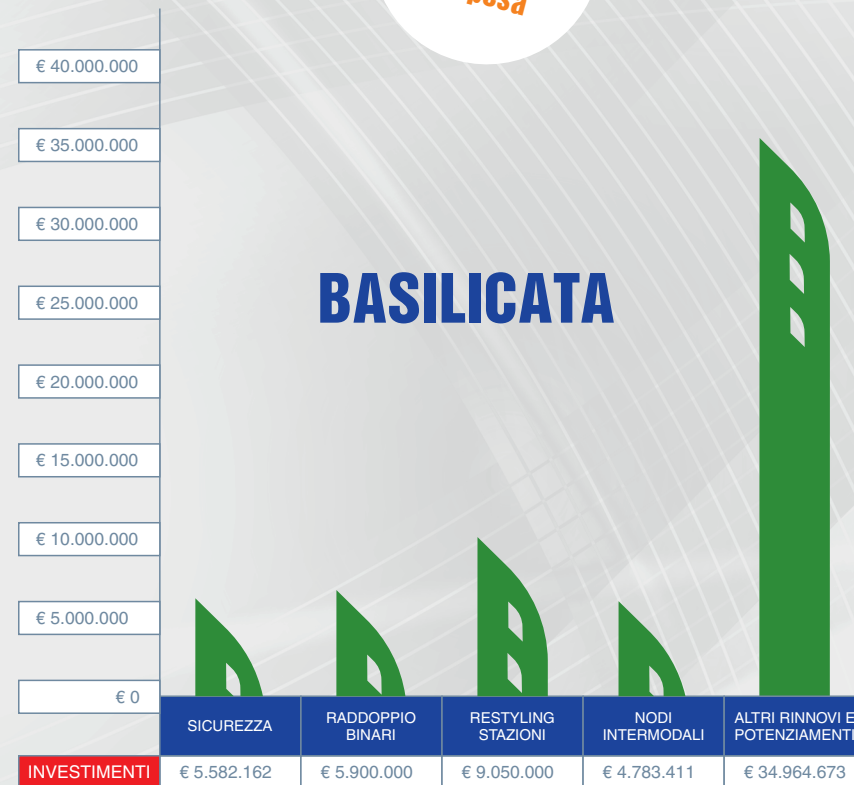 posa
€ 40.000.000
€ 35.000.000
€ 30.000.000
€ 25.000.000
€ 20.000.000
€ 15.000.000
€ 10.000.000
€ 5.000.000
€ 0
BASILICATA
SICUREZZA
RADDOPPIO
BINARI
RESTYLING
STAZIONI
NODI
INTERMODALI
ALTRI RINNOVI E
POTENZIAMENTI
INVESTIMENTI
€ 5.582.162
€ 5.900.000
€ 9.050.000
€ 4.783.411
€ 34.964.673